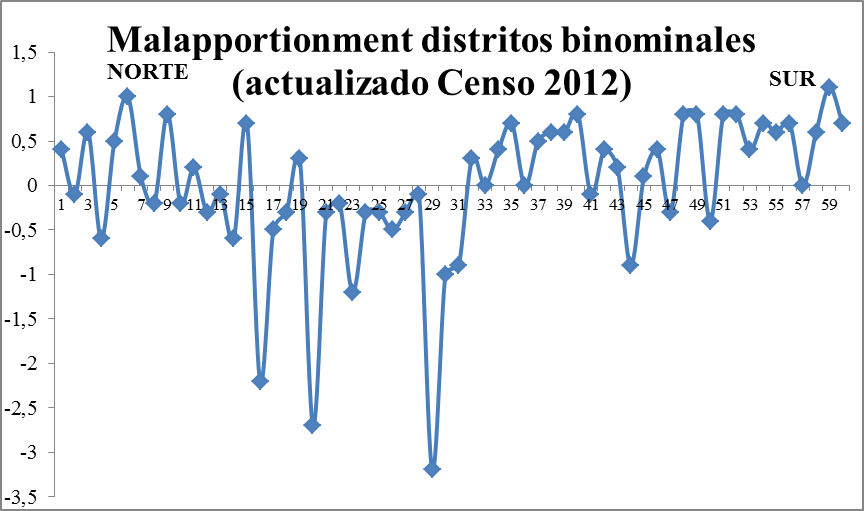 Malapportionment distritos binominales
(actualizado Censo 2012)
NORTE
SUR
1,5
1
0,5
0
-0,5
-1
-1,5
-2
-2,5
-3
-3,5
1 3 5 7 9 11 13 15 17 19 21 23 25 27 29 31 33 35 37 39 41 43 45 47 49 51 53 55 57 59